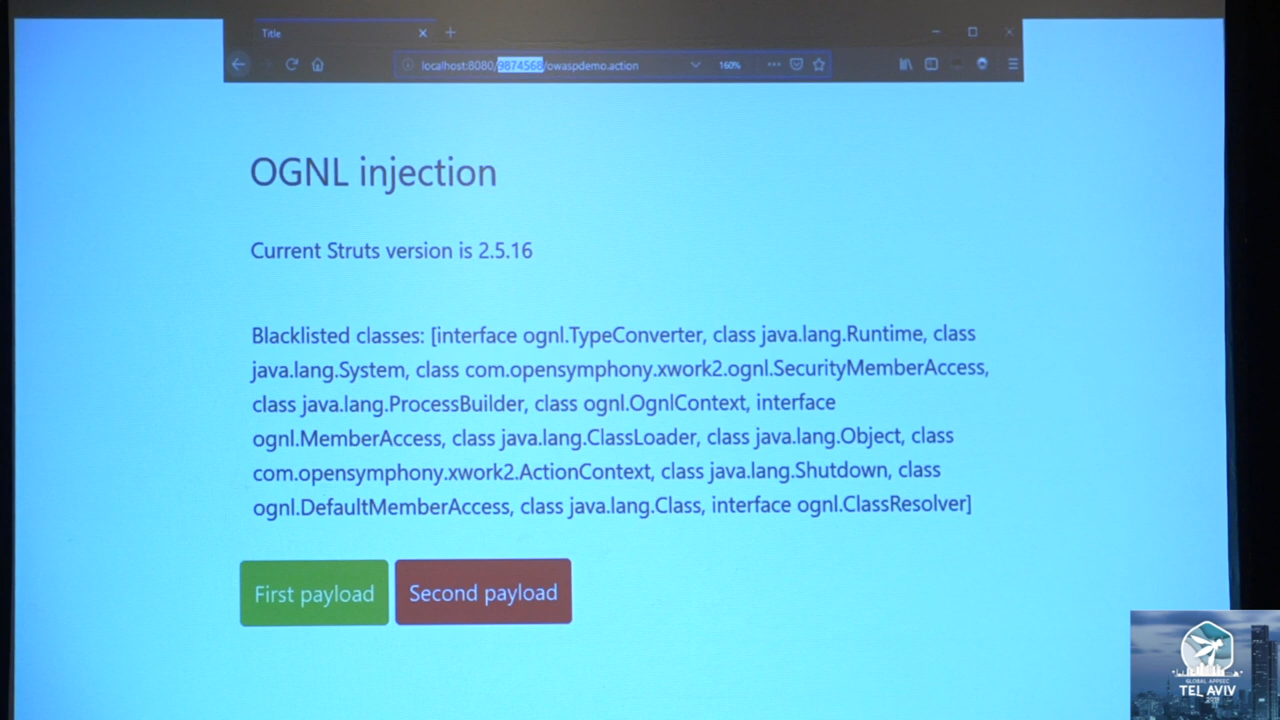 Title
localhost:8080/9874568/owaspdemo.action
160%
OGNL injection
Current Struts version is 2.5.16
Blacklisted classes: [interface ognl.TypeConverter, class java.lang.Runtime, class
java.lang.System, class com.opensymphony.xwork2.ognl.SecurityMemberAccess,
class java.lang.ProcessBuilder, class ognl.OgnlContext, interface
ognl.MemberAccess, class java.lang.ClassLoader, class java.lang.Object, class
com.opensymphony.xwork2.ActionContext, class java.lang.Shutdown, class
ognl.DefaultMemberAccess, class java.lang.Class, interface ognl.ClassResolver]
First payload
Second payload
GLOBAL APPSEC
TEL AVIV
2019